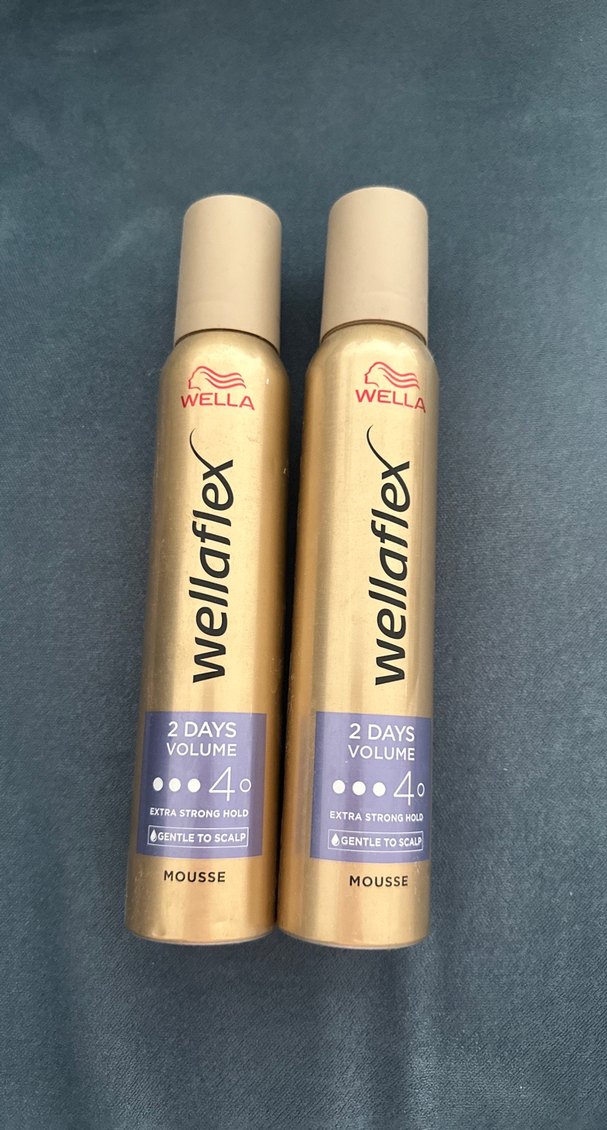 WELLA
wellaflex
2 DAYS
VOLUME
4
EXTRA STRONG HOLD
GENTLE TO SCALP
MOUSSE
WELLA
wellaflex
2 DAYS
VOLUME
4
EXTRA STRONG HOLD
GENTLE TO SCALP
MOUSSE